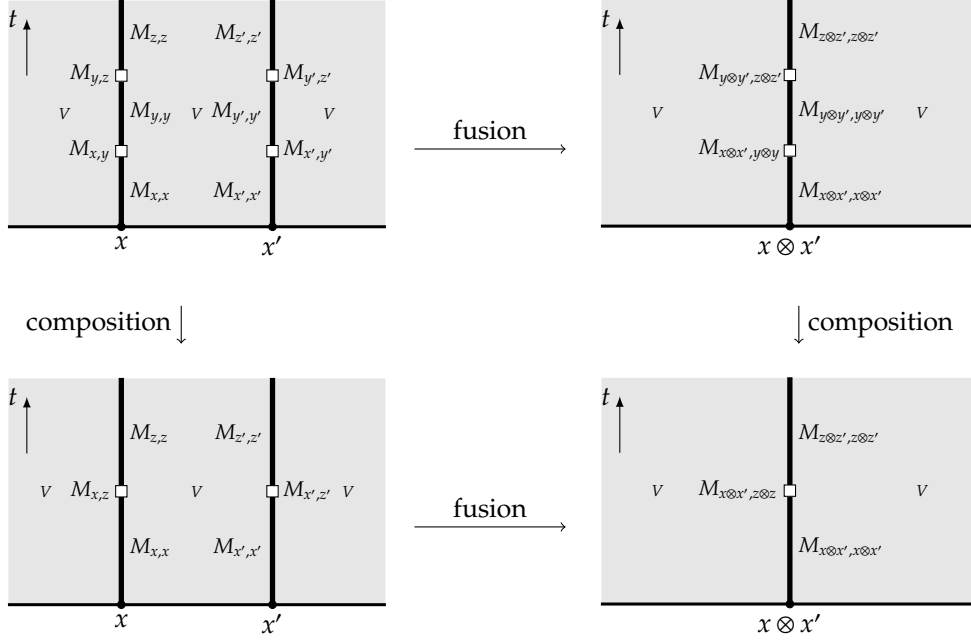 t M_{z,z} M_{z',z'} t M_{z⊗z',z⊗z'}
M_{y,z} M_{y',z'} M_{y⊗y',z⊗z'}
V M_{y,y} V M_{y',y'} V V M_{y⊗y',y⊗y'} V
fusion
M_{x,y} M_{x',y'} M_{x⊗x',y⊗y}
M_{x,x} M_{x',x'} M_{x⊗x',x⊗x'}
x x' x ⊗ x'
composition composition
t t
M_{z,z} M_{z',z'} M_{z⊗z',z⊗z'}
V M_{x,z} V M_{x',z'} V V M_{x⊗x',z⊗z} V
fusion
M_{x,x} M_{x',x'} M_{x⊗x',x⊗x'}
x x' x ⊗ x'